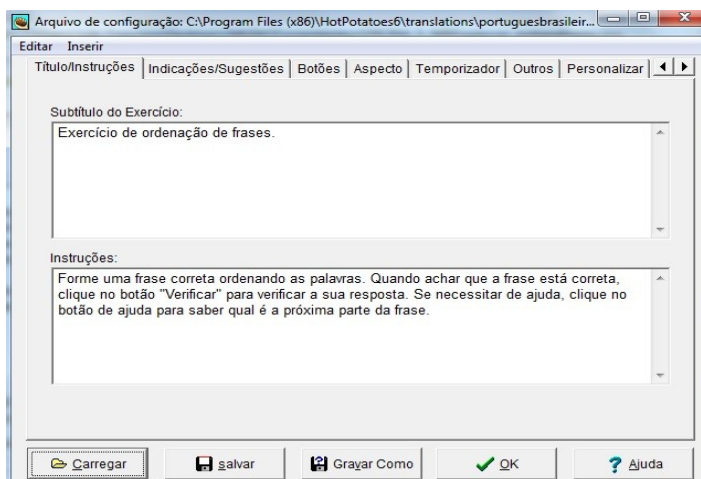 Arquivo de configuração: C:\Program Files (x86)\HotPotatoes6\translations\portuguesbrasileir...
Editar Inserir
Título/Instruções Indicações/Sugestões Botões Aspecto Temporizador Outros Personalizar
Subtítulo do Exercício:
Exercício de ordenação de frases.
Instruções:
Forme uma frase correta ordenando as palavras. Quando achar que a frase está correta,
clique no botão "Verificar" para verificar a sua resposta. Se necessitar de ajuda, clique no
botão de ajuda para saber qual é a próxima parte da frase.
Carregar salvar Gravar Como OK Ajuda